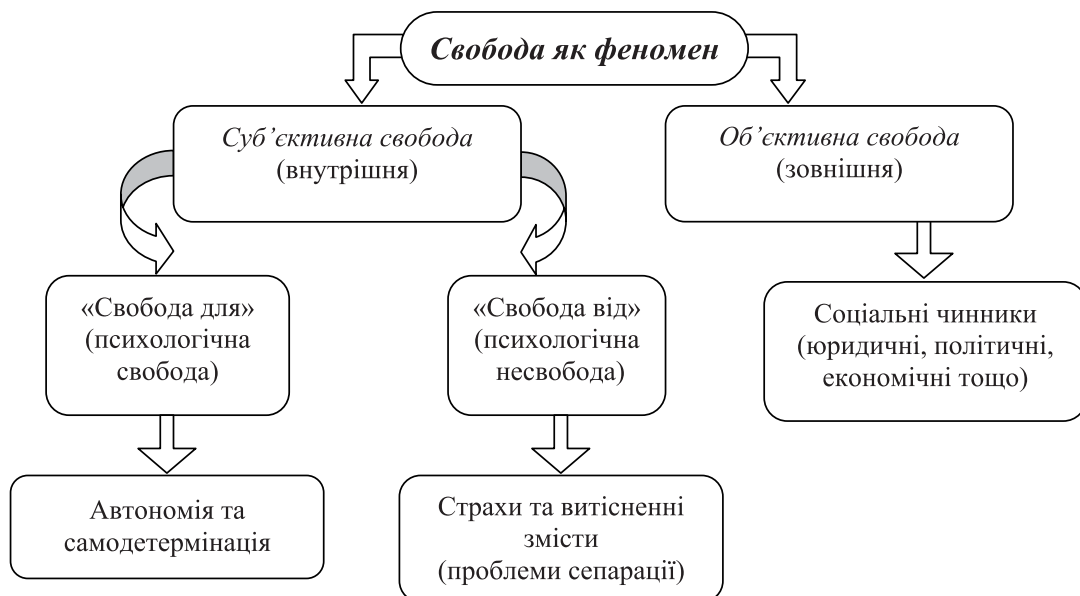 Свобода як феномен
Суб’єктивна свобода
(внутрішня)
Об’єктивна свобода
(зовнішня)
«Свобода для»
(психологічна
свобода)
«Свобода від»
(психологічна
несвобода)
Соціальні чинники
(юридичні, політичні,
економічні тощо)
Автономія та
самодетермінація
Страхи та витісненні
змісти
(проблеми сепарації)